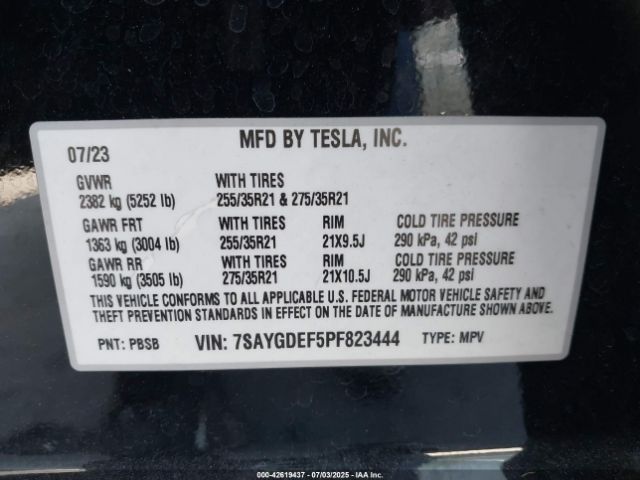 MFD BY TESLA, INC.
07/23
GVWR WITH TIRES
2382 kg (5252 lb) 255/35R21 & 275/35R21
GAWR FRT WITH TIRES RIM COLD TIRE PRESSURE
1363 kg (3004 lb) 255/35R21 21X9.5J 290 kPa, 42 psi
GAWR RR WITH TIRES RIM COLD TIRE PRESSURE
1590 kg (3505 lb) 275/35R21 21X10.5J 290 kPa, 42 psi
THIS VEHICLE CONFORMS TO ALL APPLICABLE U.S. FEDERAL MOTOR VEHICLE SAFETY AND
THEFT PREVENTION STANDARDS IN EFFECT ON THE DATE OF MANUFACTURE SHOWN ABOVE.
PNT: PBSB VIN: 7SAYGDEF5PF823444 TYPE: MPV
000-42619437 - 07/03/2025 - Copyright IAA, Inc.